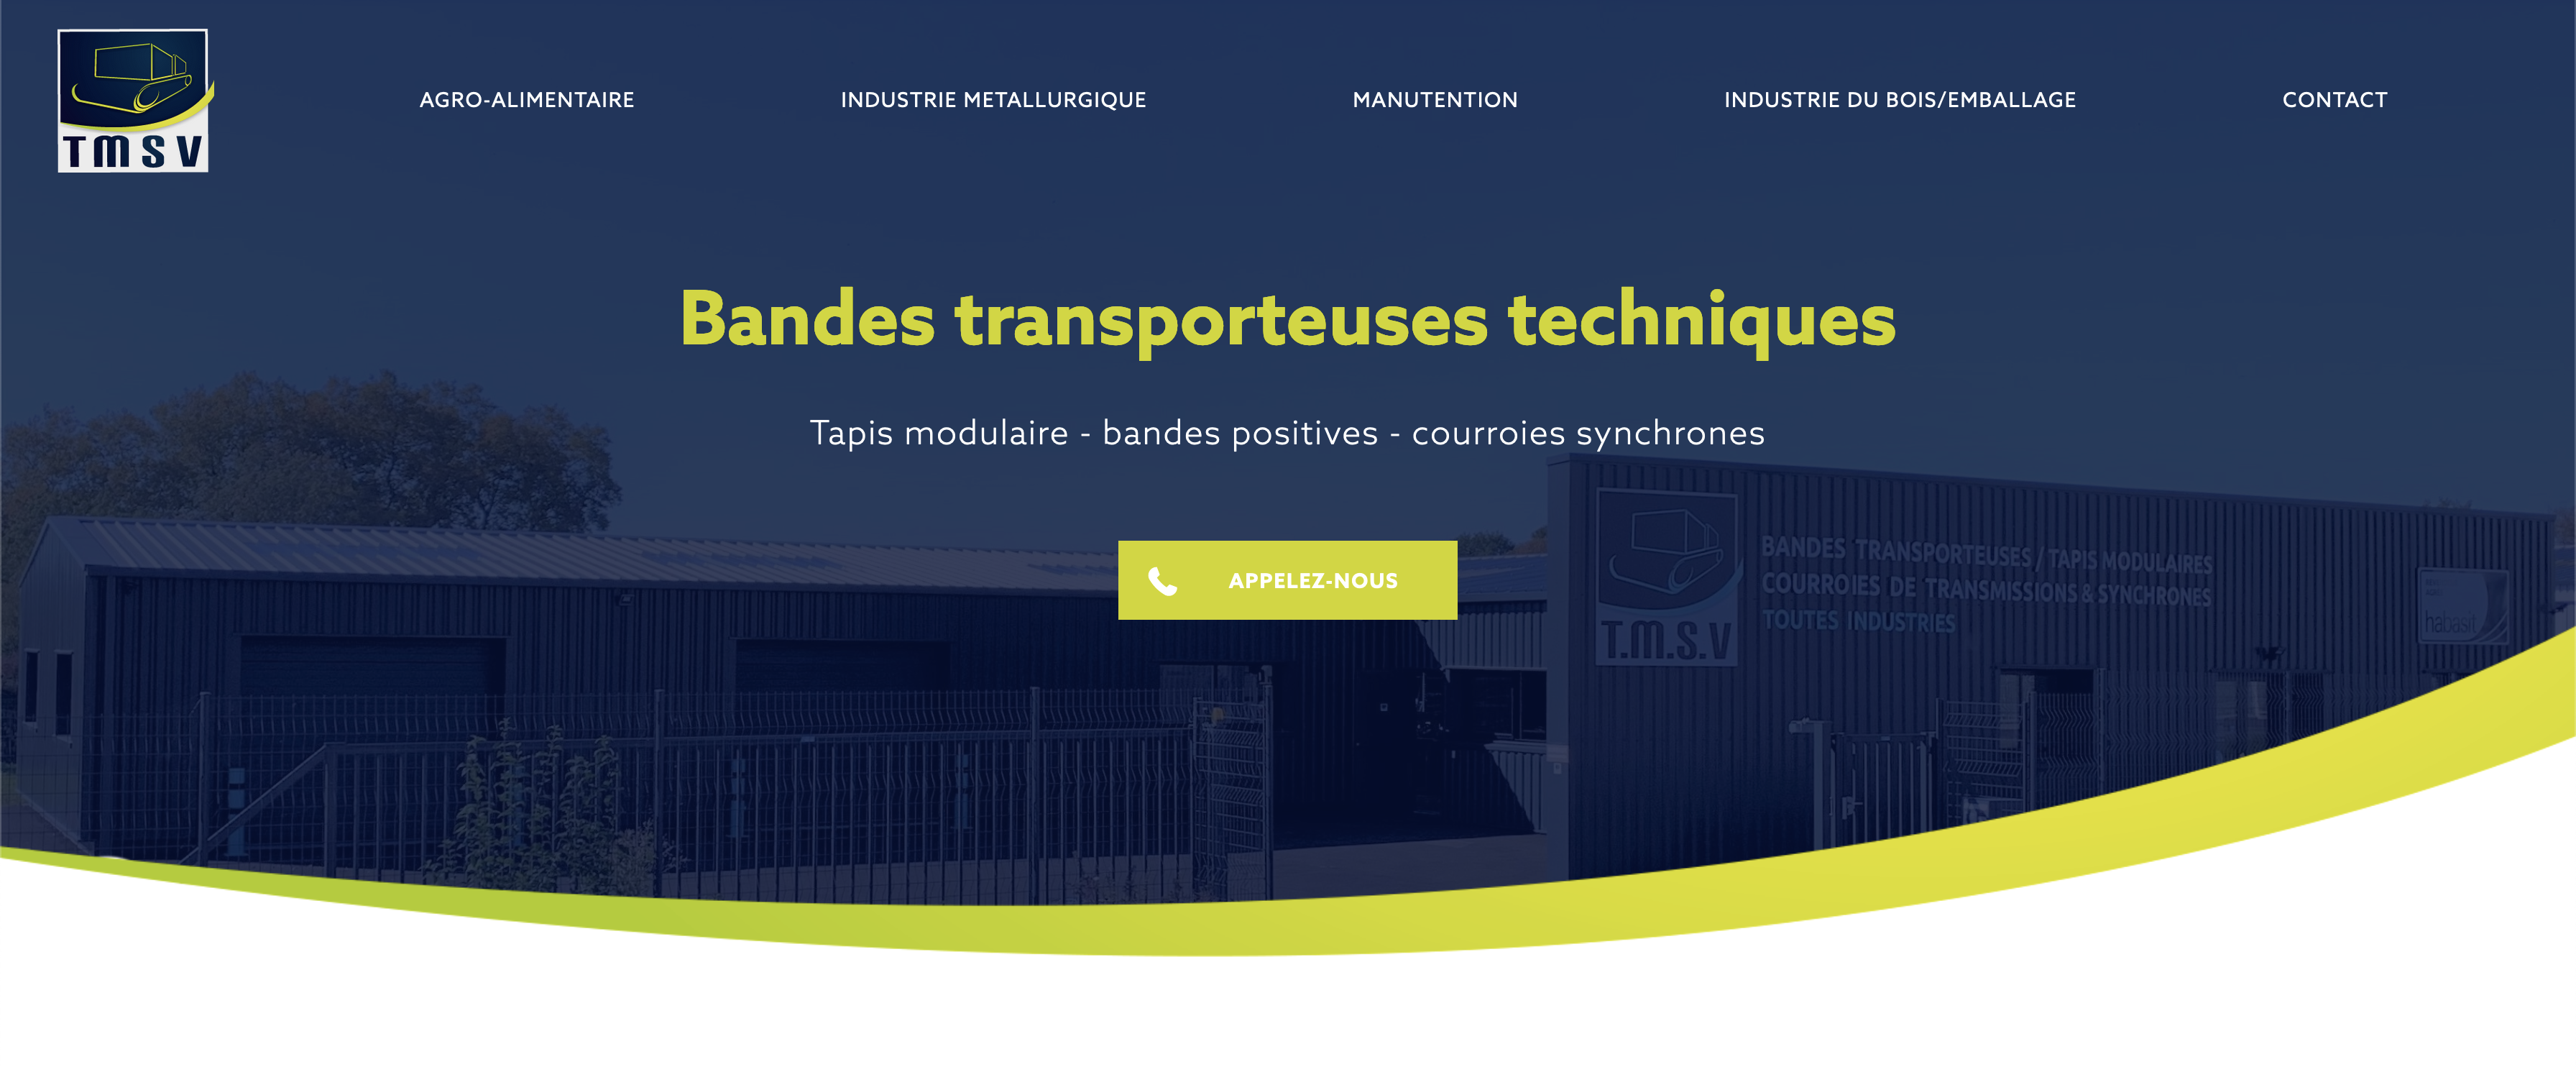 TMSV
AGRO-ALIMENTAIRE
INDUSTRIE METALLURGIQUE
MANUTENTION
INDUSTRIE DU BOIS/EMBALLAGE
CONTACT
Bandes transporteuses techniques
Tapis modulaire - bandes positives - courroies synchrones
APPELEZ-NOUS
T.M.S.V
BANDES TRANSPORTEUSES / TAPIS MODULAIRES
COURROIES DE TRANSMISSIONS & SYNCHRONES
TOUTES INDUSTRIES
habasit